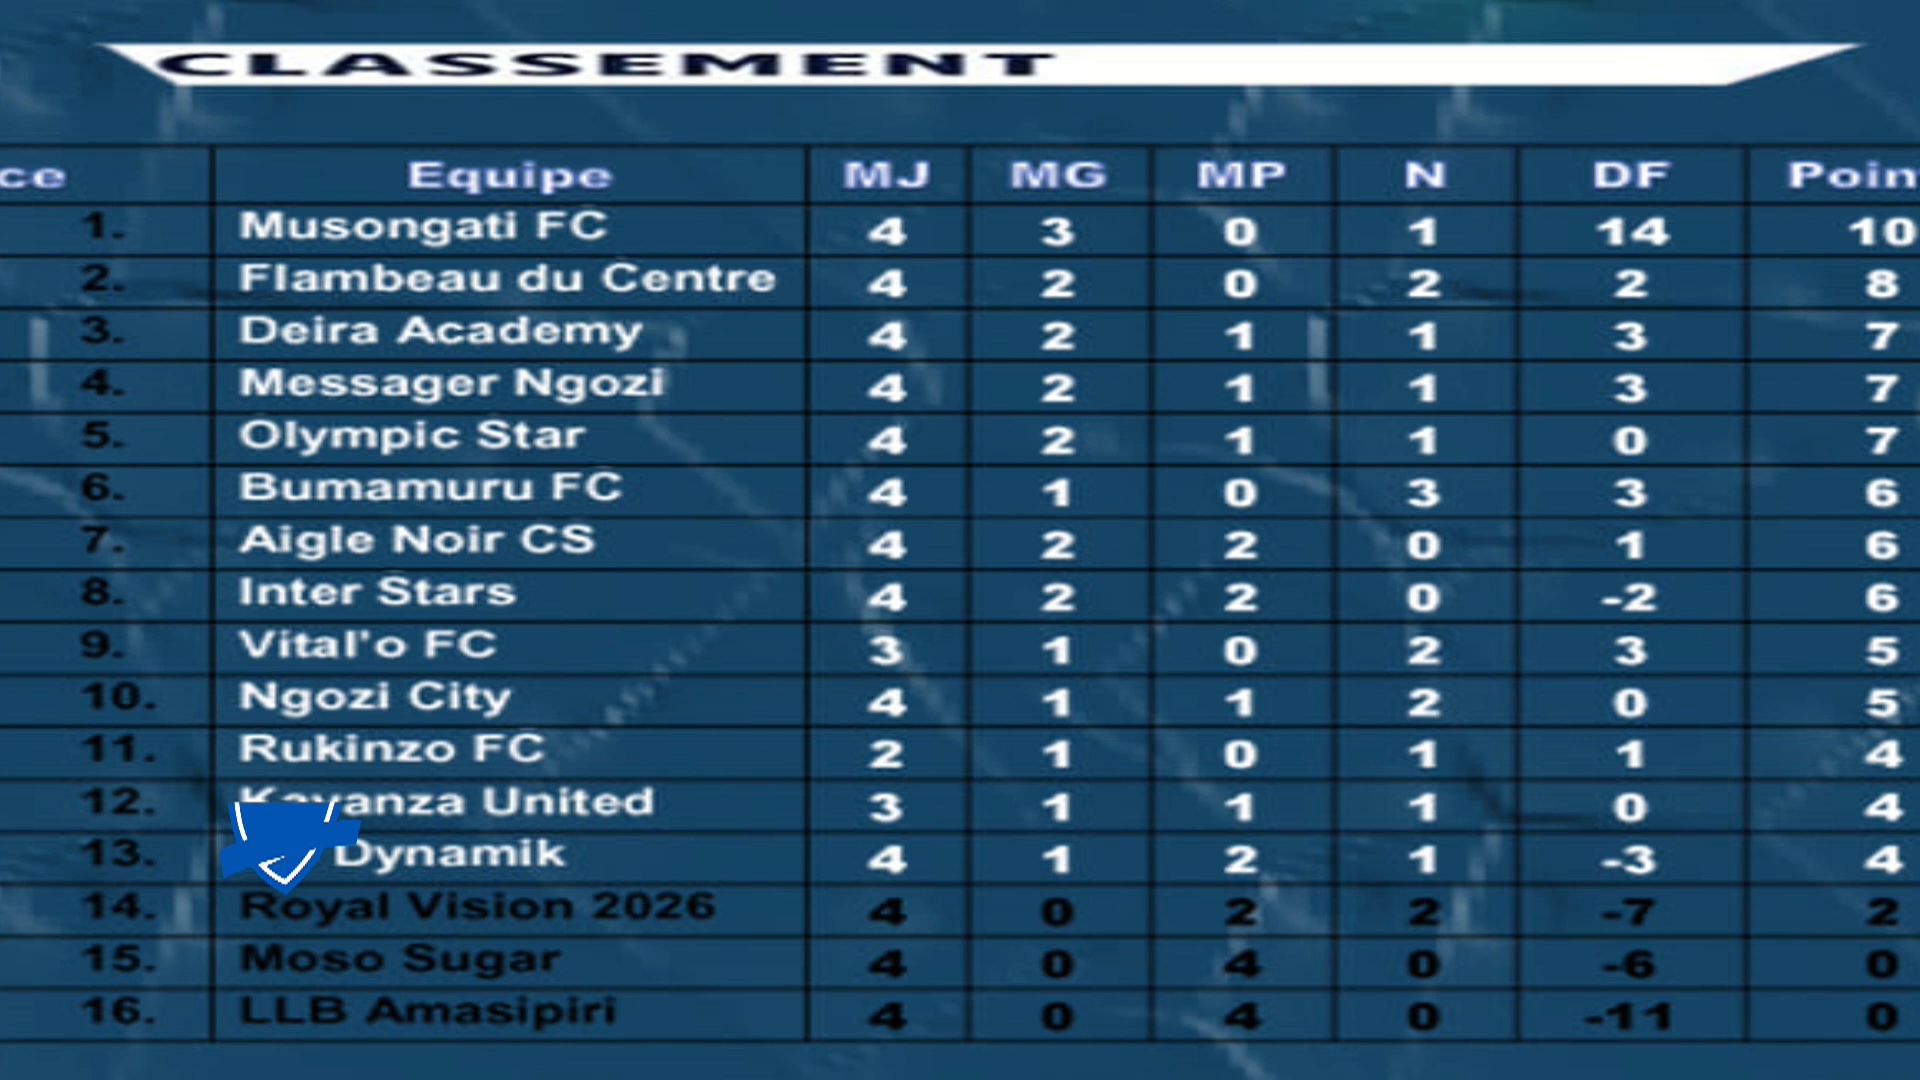 CLASSEMENT
ce Equipe MJ MG MP N DF Poin
1. Musongati FC 4 3 0 1 14 10
2. Flambeau du Centre 4 2 0 2 2 8
3. Deira Academy 4 2 1 1 3 7
4. Messager Ngozi 4 2 1 1 3 7
5. Olympic Star 4 2 1 1 0 7
6. Bumamuru FC 4 1 0 3 3 6
7. Aigle Noir CS 4 2 2 0 1 6
8. Inter Stars 4 2 2 0 -2 6
9. Vital'o FC 3 1 0 2 3 5
10. Ngozi City 4 1 1 2 0 5
11. Rukinzo FC 2 1 0 1 1 4
12. Kayanza United 3 1 1 1 0 4
13. Dynamik 4 1 2 1 -3 4
14. Royal Vision 2026 4 0 2 2 -7 2
15. Moso Sugar 4 0 4 0 -6 0
16. LLB Amasipiri 4 0 4 0 -11 0